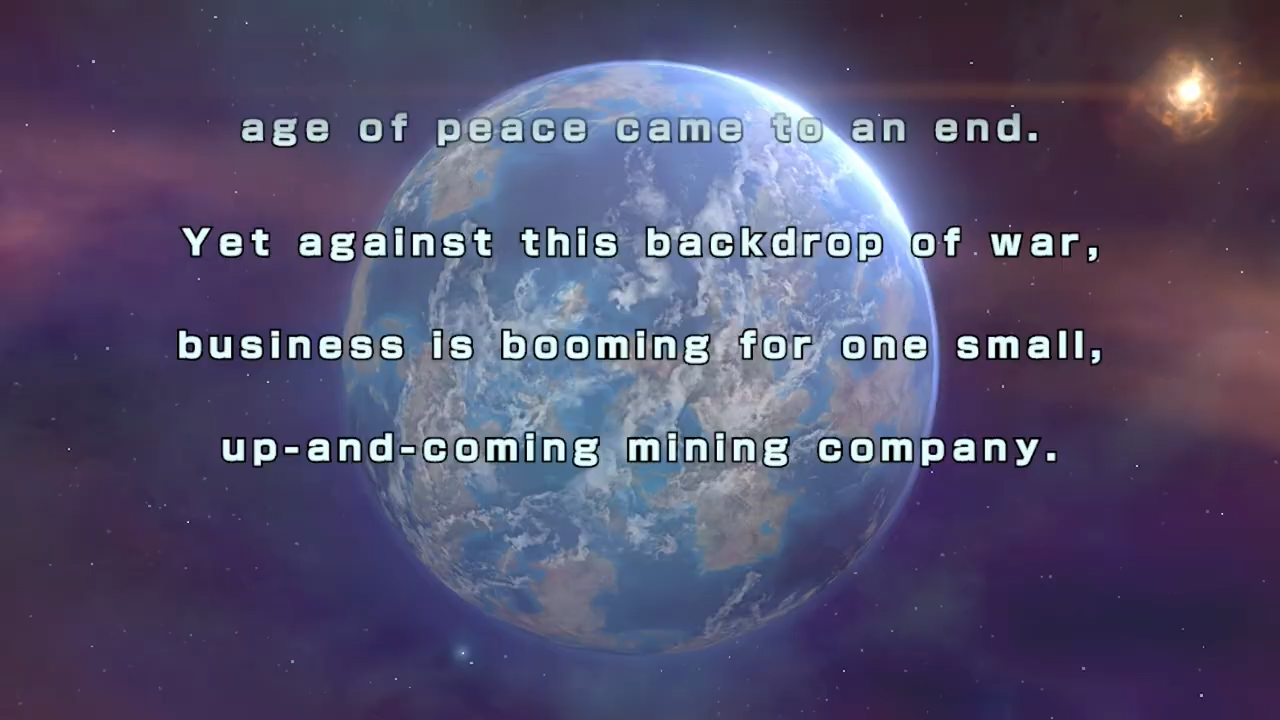 age of peace came to an end.
Yet against this backdrop of war,
business is booming for one small,
up-and-coming mining company.